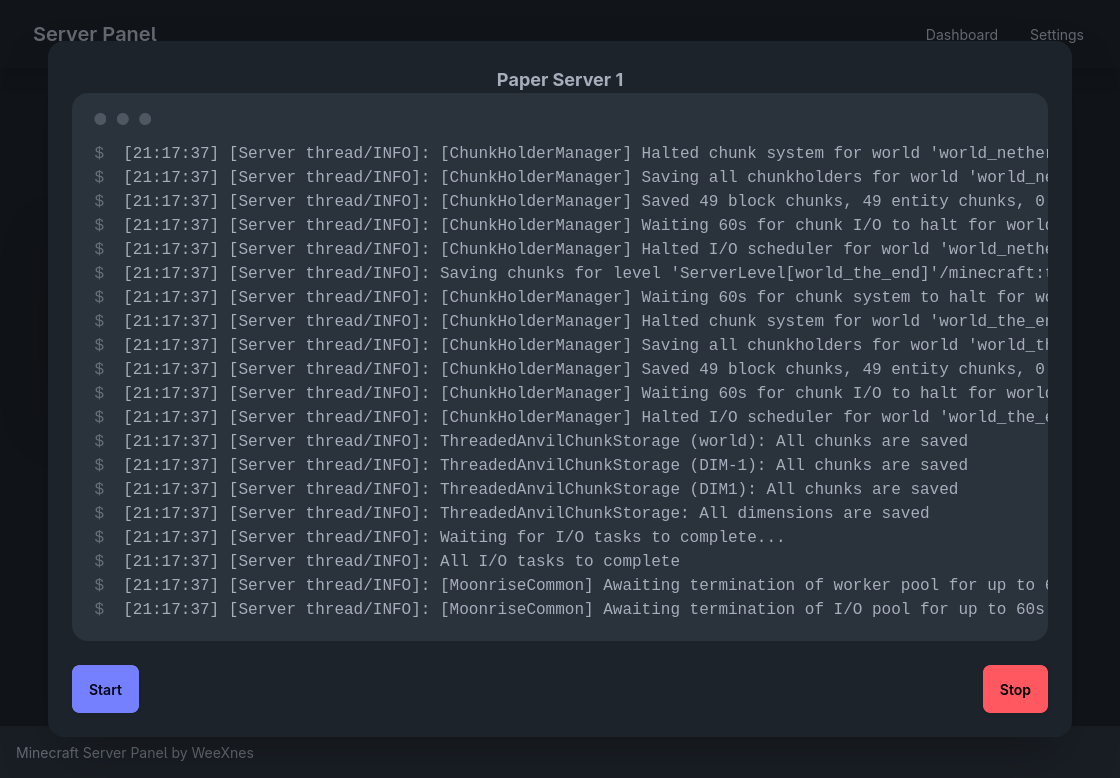 Server Panel
Dashboard
Settings
Paper Server 1
$ [21:17:37] [Server thread/INFO]: [ChunkHolderManager] Halted chunk system for world 'world_nether
$ [21:17:37] [Server thread/INFO]: [ChunkHolderManager] Saving all chunkholders for world 'world_ne
$ [21:17:37] [Server thread/INFO]: [ChunkHolderManager] Saved 49 block chunks, 49 entity chunks, 0
$ [21:17:37] [Server thread/INFO]: [ChunkHolderManager] Waiting 60s for chunk I/O to halt for world
$ [21:17:37] [Server thread/INFO]: [ChunkHolderManager] Halted I/O scheduler for world 'world_nethe
$ [21:17:37] [Server thread/INFO]: Saving chunks for level 'ServerLevel[world_the_end]'/minecraft:t
$ [21:17:37] [Server thread/INFO]: [ChunkHolderManager] Waiting 60s for chunk system to halt for wo
$ [21:17:37] [Server thread/INFO]: [ChunkHolderManager] Halted chunk system for world 'world_the_en
$ [21:17:37] [Server thread/INFO]: [ChunkHolderManager] Saving all chunkholders for world 'world_th
$ [21:17:37] [Server thread/INFO]: [ChunkHolderManager] Saved 49 block chunks, 49 entity chunks, 0
$ [21:17:37] [Server thread/INFO]: [ChunkHolderManager] Waiting 60s for chunk I/O to halt for world
$ [21:17:37] [Server thread/INFO]: [ChunkHolderManager] Halted I/O scheduler for world 'world_the_e
$ [21:17:37] [Server thread/INFO]: ThreadedAnvilChunkStorage (world): All chunks are saved
$ [21:17:37] [Server thread/INFO]: ThreadedAnvilChunkStorage (DIM-1): All chunks are saved
$ [21:17:37] [Server thread/INFO]: ThreadedAnvilChunkStorage (DIM1): All chunks are saved
$ [21:17:37] [Server thread/INFO]: ThreadedAnvilChunkStorage: All dimensions are saved
$ [21:17:37] [Server thread/INFO]: Waiting for I/O tasks to complete...
$ [21:17:37] [Server thread/INFO]: All I/O tasks to complete
$ [21:17:37] [Server thread/INFO]: [MoonriseCommon] Awaiting termination of worker pool for up to 6
$ [21:17:37] [Server thread/INFO]: [MoonriseCommon] Awaiting termination of I/O pool for up to 60s
Start
Stop
Minecraft Server Panel by WeeXnes